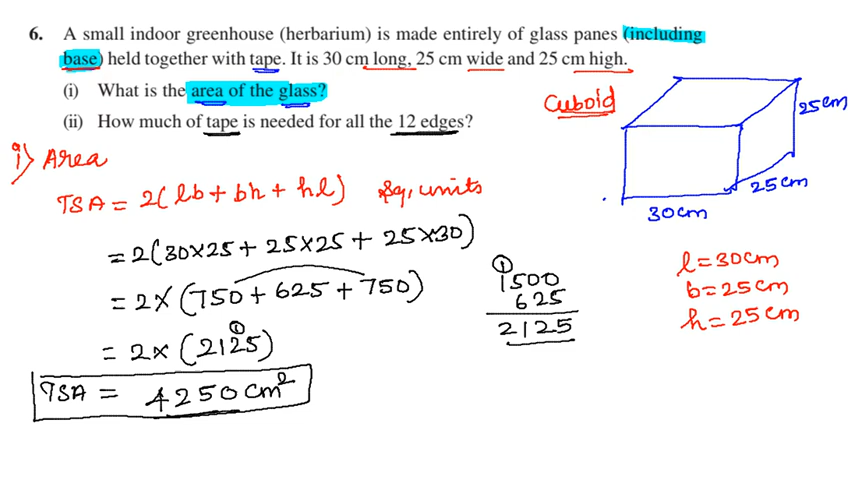 6. A small indoor greenhouse (herbarium) is made entirely of glass panes (including
base) held together with tape. It is 30 cm long, 25 cm wide and 25 cm high.
(i) What is the area of the glass?
(ii) How much of tape is needed for all the 12 edges?
Cuboid
25cm
25cm
30cm
i) Area
TSA = 2(lb + bh + hl) Sq, units
= 2(30×25 + 25×25 + 25×30)
= 2× (750 + 625 + 750)
= 2× (2125)
1
TSA = 4250 cm²
1
1500
625
2125
l = 30cm
b = 25cm
h = 25cm